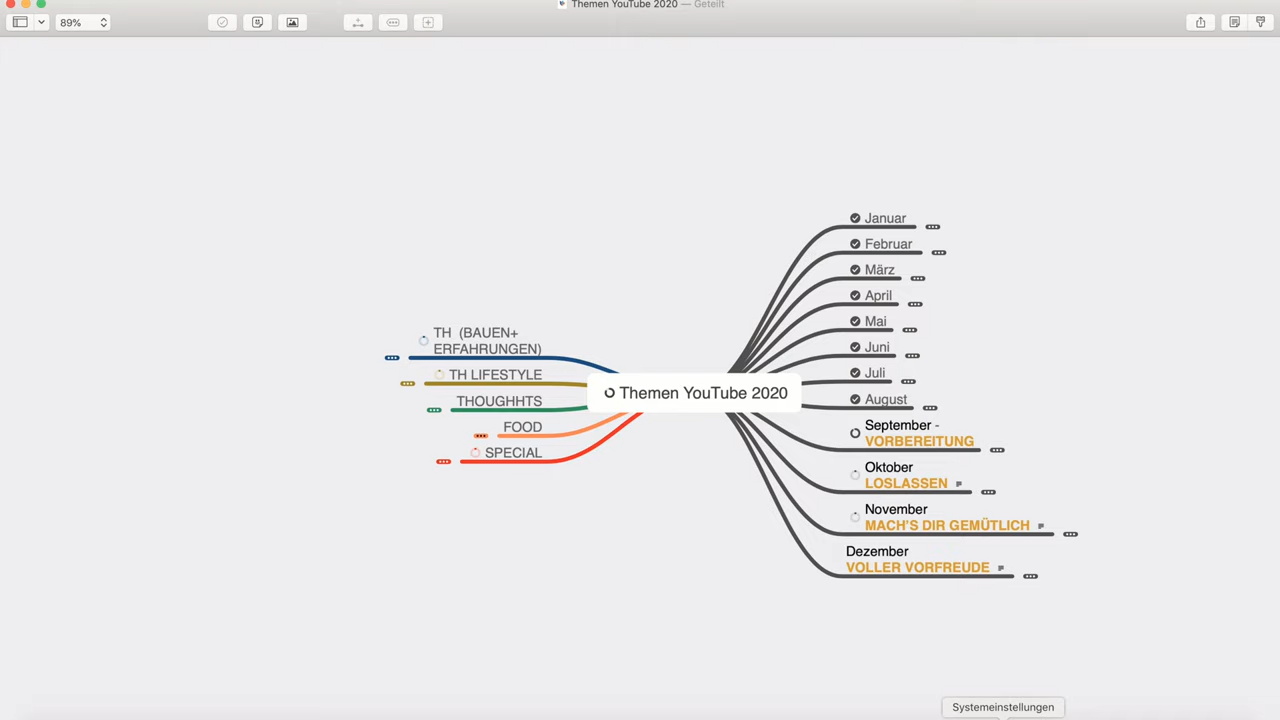 Themen YouTube 2020 — Geteilt
89%
TH (BAUEN+
ERFAHRUNGEN)
TH LIFESTYLE
THOUGHHTS
FOOD
SPECIAL
Themen YouTube 2020
Januar
Februar
März
April
Mai
Juni
Juli
August
September -
VORBEREITUNG
Oktober
LOSLASSEN
November
MACH'S DIR GEMÜTLICH
Dezember
VOLLER VORFREUDE
Systemeinstellungen